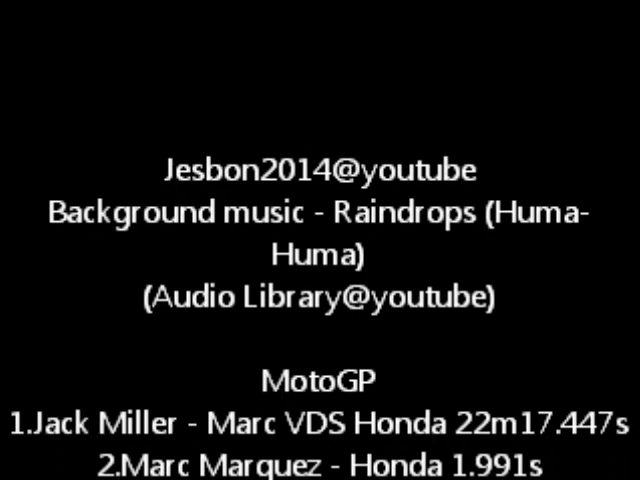 Jesbon2014@youtube
Background music - Raindrops (Huma-
Huma)
(Audio Library@youtube)
MotoGP
1.Jack Miller - Marc VDS Honda 22m17.447s
2.Marc Marquez - Honda 1.991s